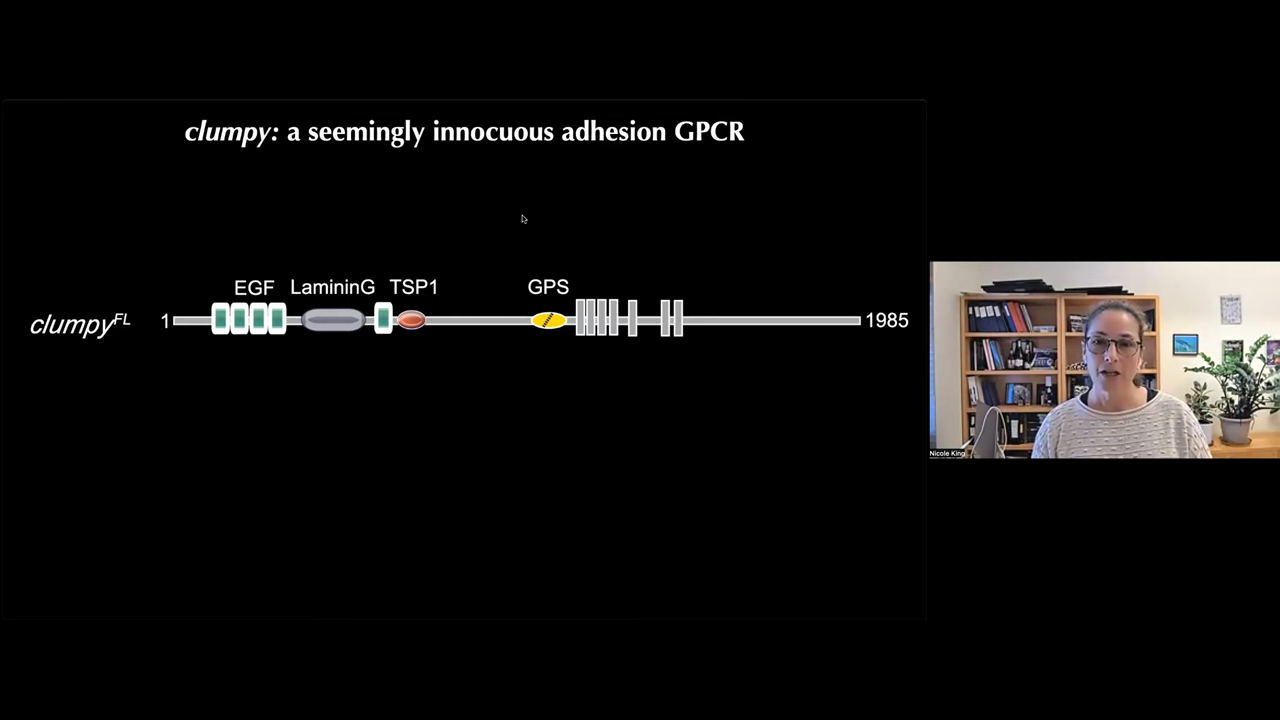 clumpy: a seemingly innocuous adhesion GPCR
EGF LamininG TSP1 GPS
clumpyFL 1 1985
Nicole King